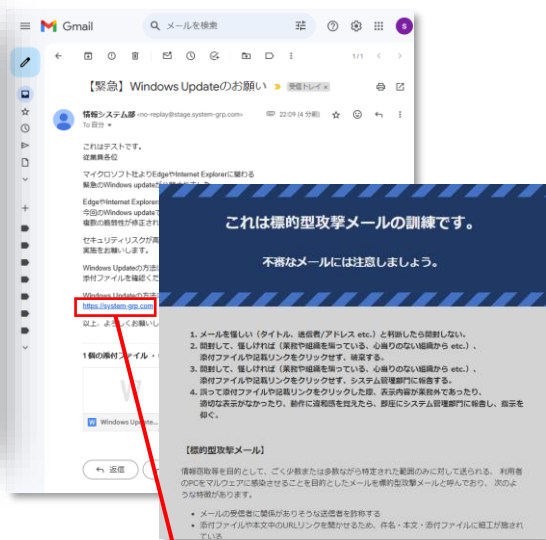 Gmail
メールを検索
S
【緊急】Windows Updateのお願い
受信トレイ ×
1/1
情報システム部 <no-replay@stage.system-grp.com>
22:09 (4 分前)
To 自分
これはテストです。
従業員各位
マイクロソフト社よりEdgeやInternet Explorerに関わる
緊急のWindows updateが
EdgeやInternet Explorer
今回のWindows updateで
複数の脆弱性が修正され
セキュリティリスクが高
実施をお願いします。
Windows Updateの方法
添付ファイルを確認くだ
Windows Updateの方法
https://system-grp.com
以上、よろしくお願いし
1 個の添付ファイル
W
Windows Update...
返信
これは標的型攻撃メールの訓練です。
不審なメールには注意しましょう。
1. メールを怪しい（タイトル、送信者/アドレス etc.）と判断したら開封しない。
2. 開封して、怪しければ（業務や組織を騙っている、心当りのない組織から etc.）、
添付ファイルや記載リンクをクリックせず、破棄する。
3. 開封して、怪しければ（業務や組織を騙っている、心当りのない組織から etc.）、
添付ファイルや記載リンクをクリックせず、システム管理部門に報告する。
4. 誤って添付ファイルや記載リンクをクリックした際、表示内容が業務外であったり、
適切な表示がなかったり、動作に違和感を覚えたら、即座にシステム管理部門に報告し、指示を
仰ぐ。
【標的型攻撃メール】
情報窃取等を目的として、ごく少数または多数ながら特定された範囲のみに対して送られる、利用者
のPCをマルウェアに感染させることを目的としたメールを標的型攻撃メールと呼んでおり、次のよ
うな特徴があります。
• メールの受信者に関係がありそうな送信者を詐称する
• 添付ファイルや本文中のURLリンクを開かせるため、件名・本文・添付ファイルに細工が施され
ている